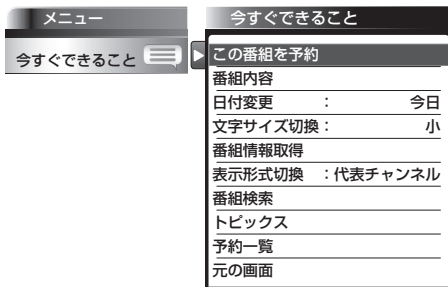 メニュー
今すぐできること
今すぐできること
この番組を予約
番組内容
日付変更 : 今日
文字サイズ切換: 小
番組情報取得
表示形式切換 :代表チャンネル
番組検索
トピックス
予約一覧
元の画面